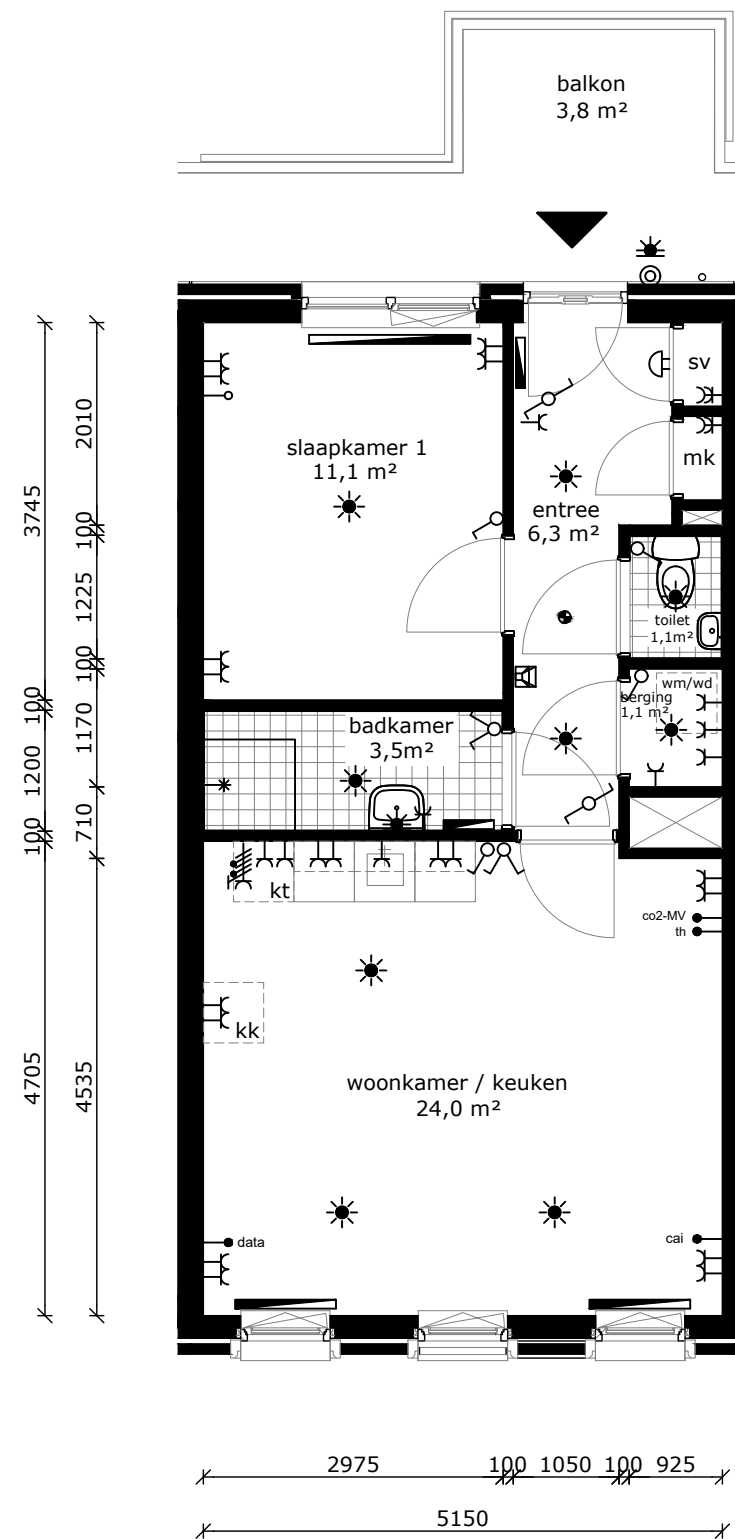 balkon
3,8 m²
sv
mk
slaapkamer 1
11,1 m²
entree
6,3 m²
toilet
1,1m²
wm/wd
berging
1,1 m²
badkamer
3,5m²
kt
co2-MV
th
kk
woonkamer / keuken
24,0 m²
data
cai
3745
100
1200
100
4705
2010
100
1225
100
1170
710
4535
2975
100
1050
100
925
5150